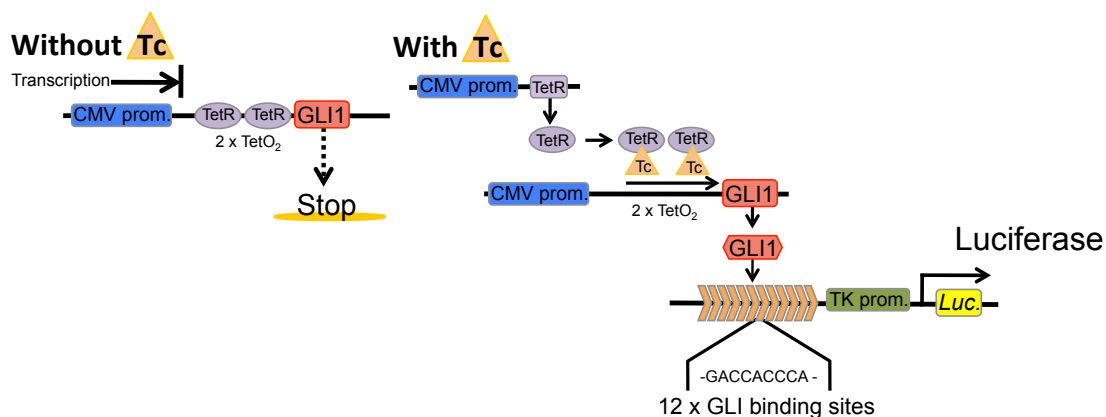 Without Tc
Transcription
CMV prom. TetR TetR GLI1
2 x TetO₂
Stop
With Tc
CMV prom. TetR
TetR TetR TetR
Tc Tc
CMV prom. GLI1
2 x TetO₂
GLI1
Luciferase
TK prom. Luc.
-GACCACCCA -
12 x GLI binding sites